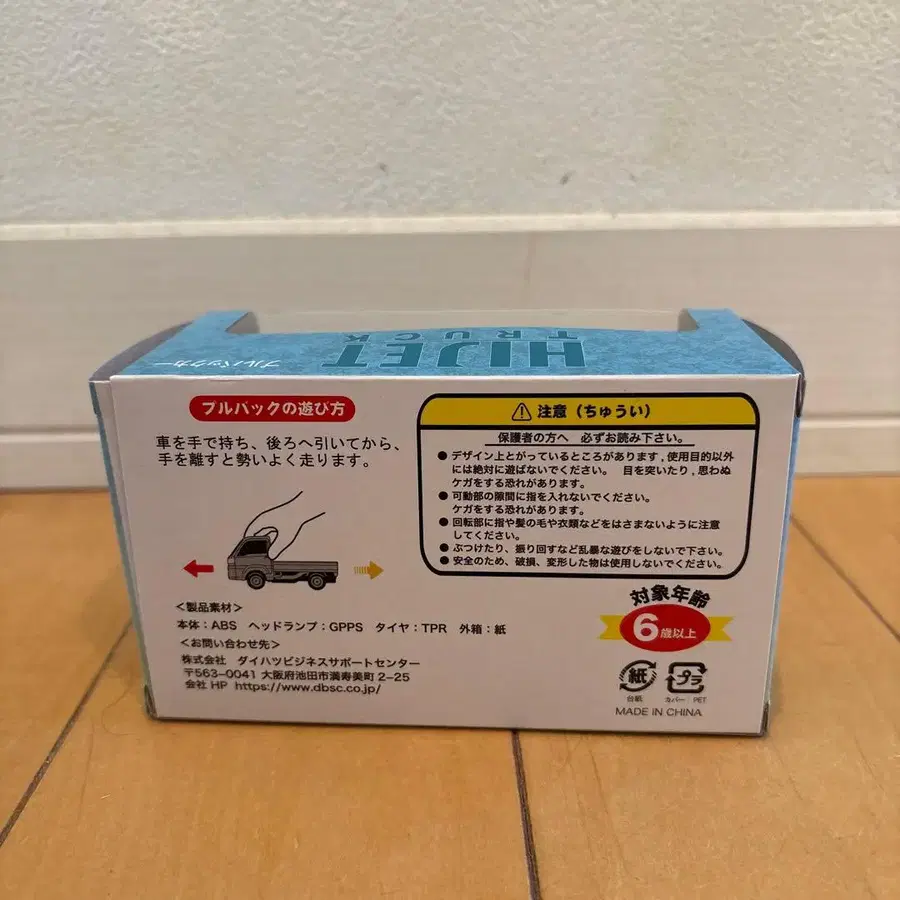 HIJET
TRUCK
プルバックカー
プルバックの遊び方
車を手で持ち、後ろへ引いてから、
手を離すと勢いよく走ります。
注意（ちゅうい）
保護者の方へ 必ずお読み下さい。
●デザイン上とがっているところがあります,使用目的以外
には絶対に遊ばないでください。 目を突いたり,思わぬ
ケガをする恐れがあります。
●可動部の隙間に指を入れないでください。
ケガをする恐れがあります。
●回転部に指や髪の毛や衣類などをはさまないように注意
してください。
●ぶつけたり、振り回すなど乱暴な遊びをしないで下さい。
●安全のため、破損、変形した物は使用しないでください。
＜製品素材＞
本体：ABS ヘッドランプ：GPPS タイヤ：TPR 外箱：紙
＜お問い合わせ先＞
株式会社 ダイハツビジネスサポートセンター
〒563-0041 大阪府池田市満寿美町 2-25
会社 HP https://www.dbsc.co.jp/
対象年齢
6歳以上
紙
台紙
プラ
カバー PET
MADE IN CHINA